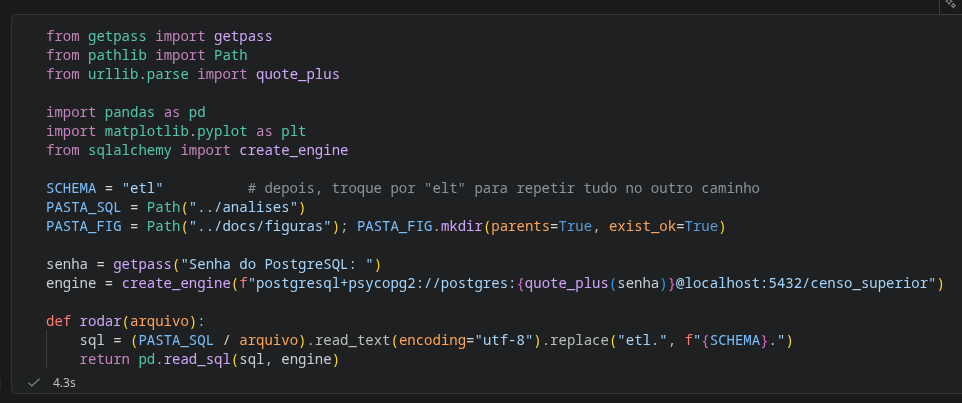 from getpass import getpass
from pathlib import Path
from urllib.parse import quote_plus

import pandas as pd
import matplotlib.pyplot as plt
from sqlalchemy import create_engine

SCHEMA = "etl"          # depois, troque por "elt" para repetir tudo no outro caminho
PASTA_SQL = Path("../analises")
PASTA_FIG = Path("../docs/figuras"); PASTA_FIG.mkdir(parents=True, exist_ok=True)

senha = getpass("Senha do PostgreSQL: ")
engine = create_engine(f"postgresql+psycopg2://postgres:{quote_plus(senha)}@localhost:5432/censo_superior")

def rodar(arquivo):
    sql = (PASTA_SQL / arquivo).read_text(encoding="utf-8").replace("etl.", f"{SCHEMA}.")
    return pd.read_sql(sql, engine)
4.3s